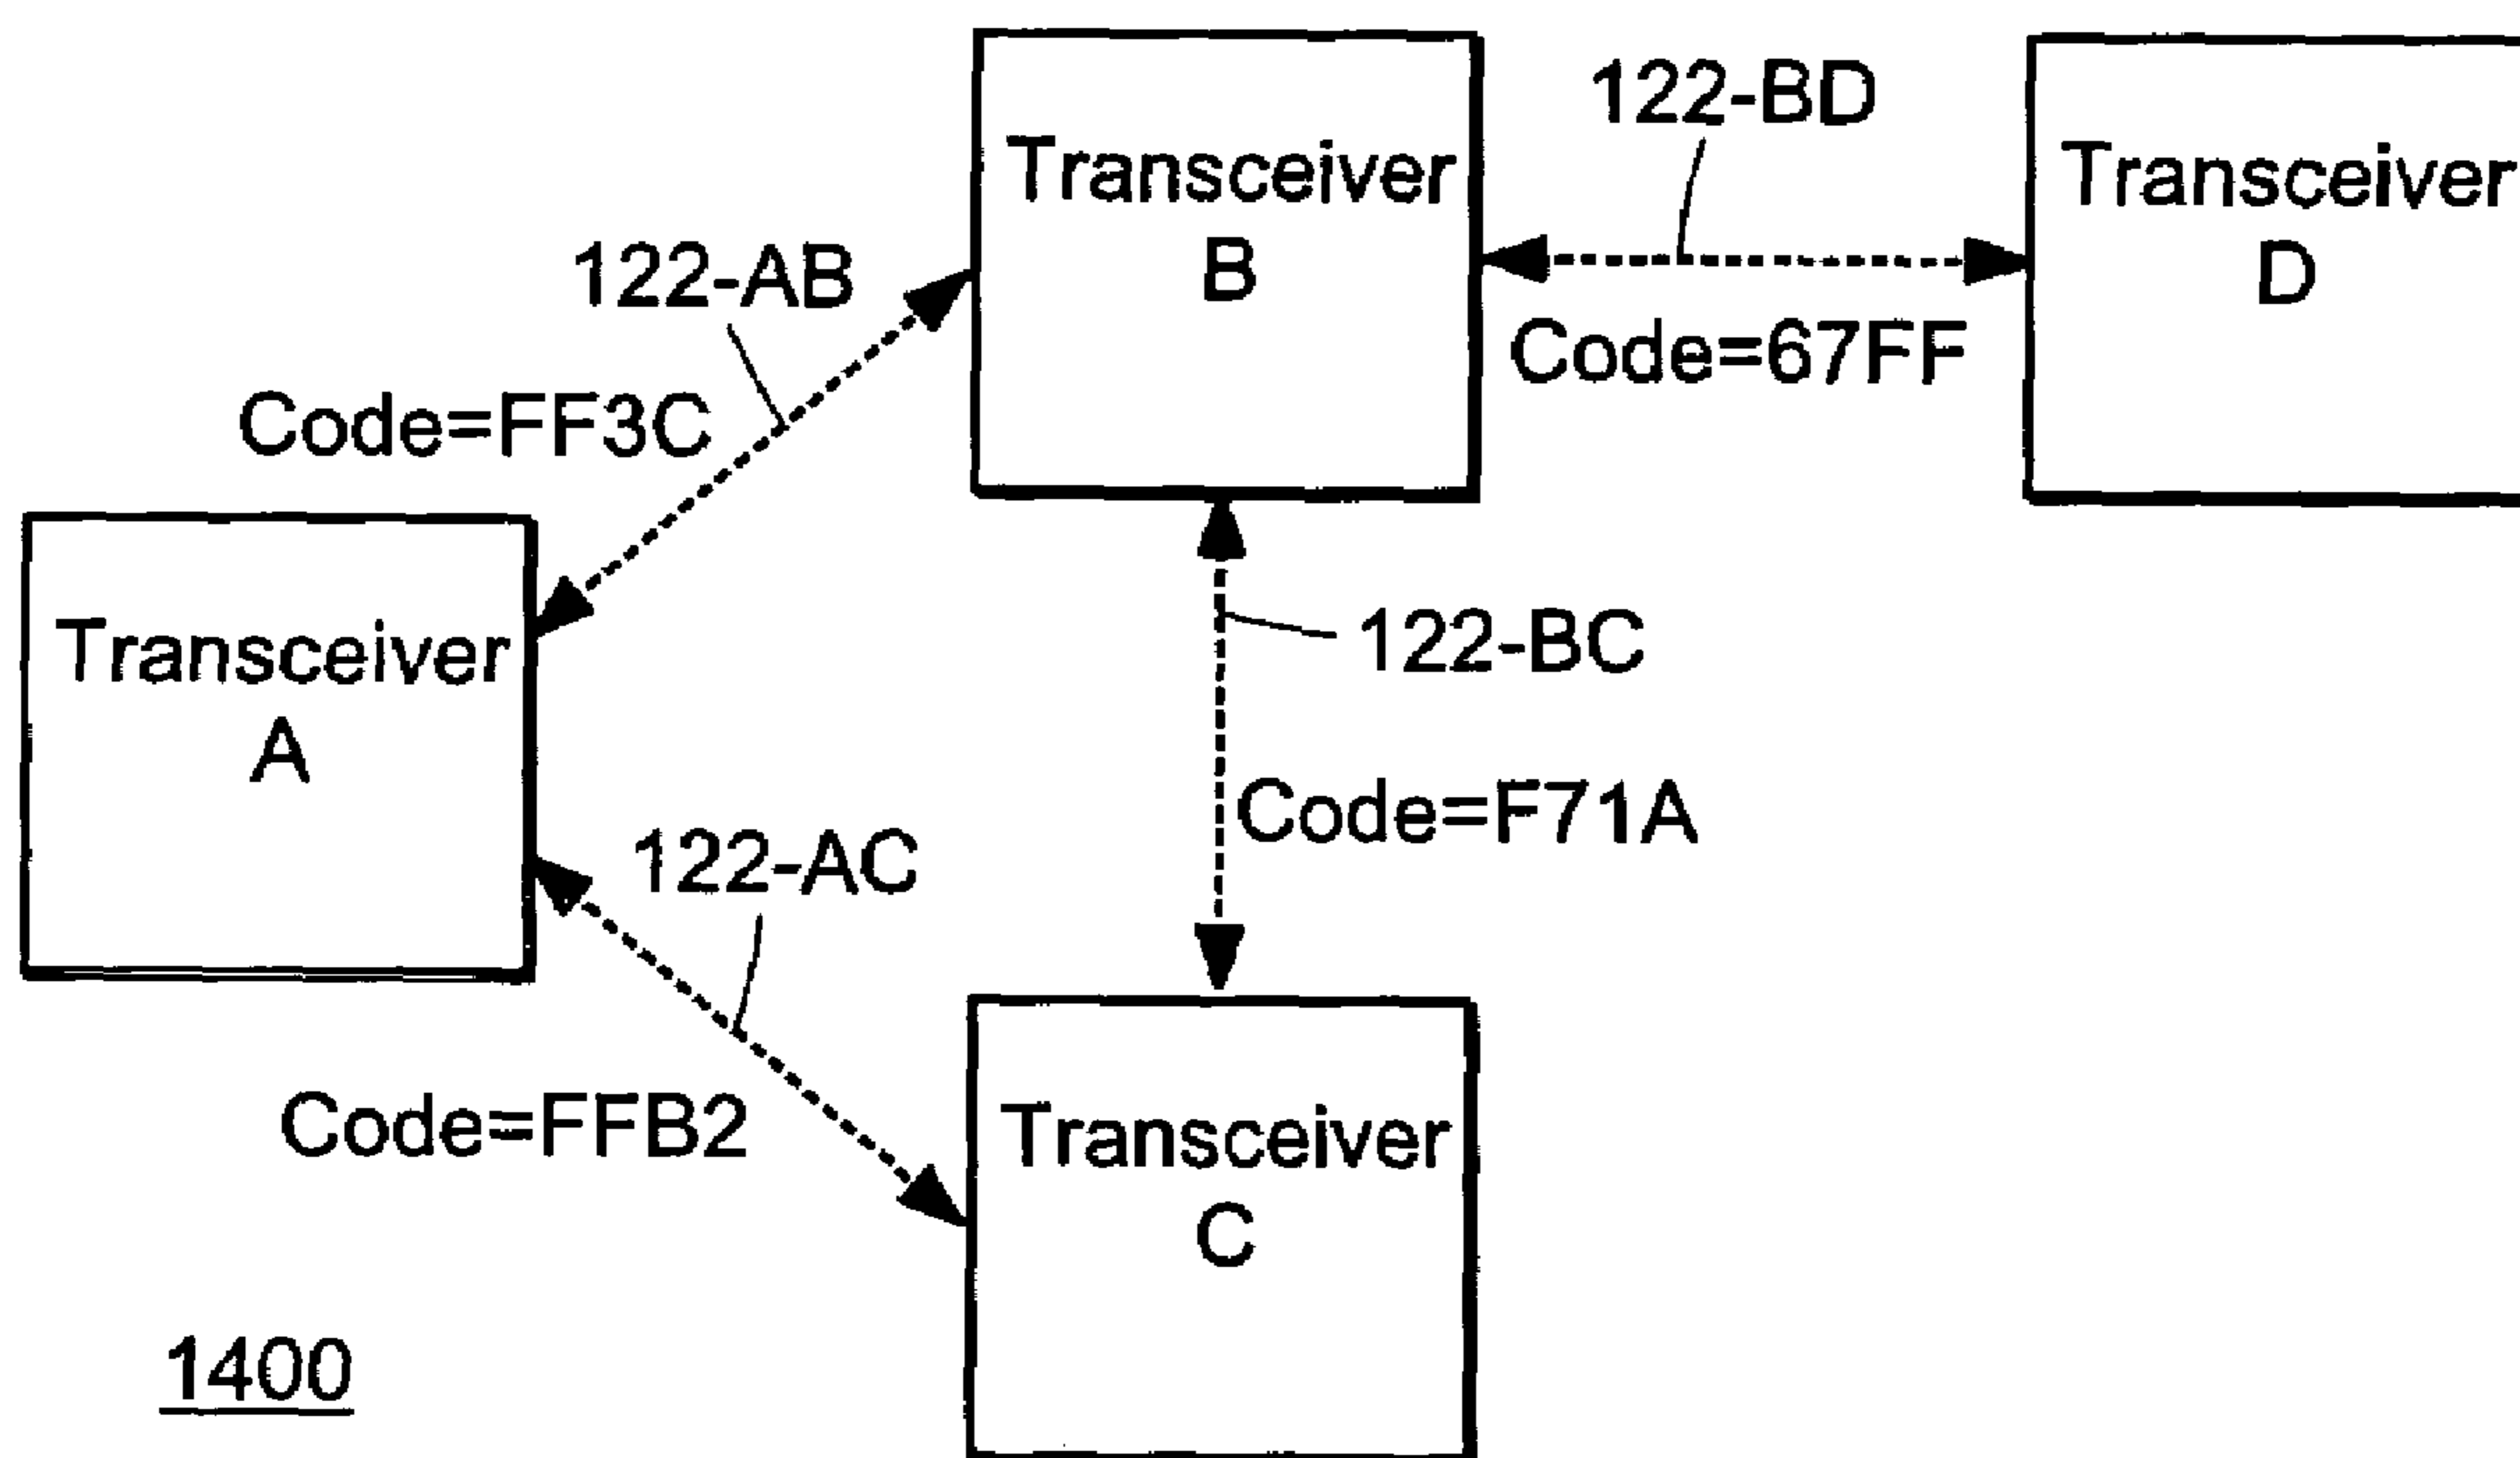 Transceiver
B
122-BD
Transceiver
D
Code=67FF
122-AB
Code=FF3C
Transceiver
A
122-BC
Code=F71A
122-AC
Code=FFB2
Transceiver
C
1400